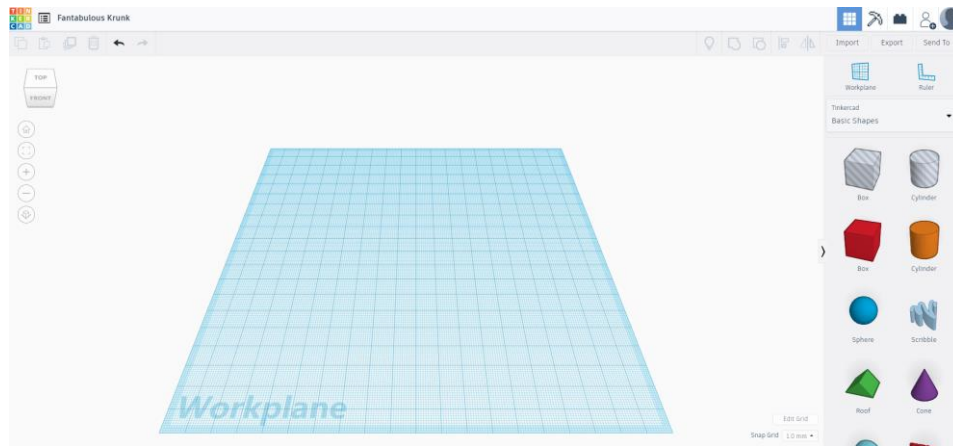 TIN
KER
CAD
Fantabulous Krunk
Import Export Send To
TOP
FRONT
Workplane Ruler
Tinkercad
Basic Shapes
Box Cylinder
Box Cylinder
Sphere Scribble
Roof Cone
Workplane
Edit Grid
Snap Grid 1.0 mm